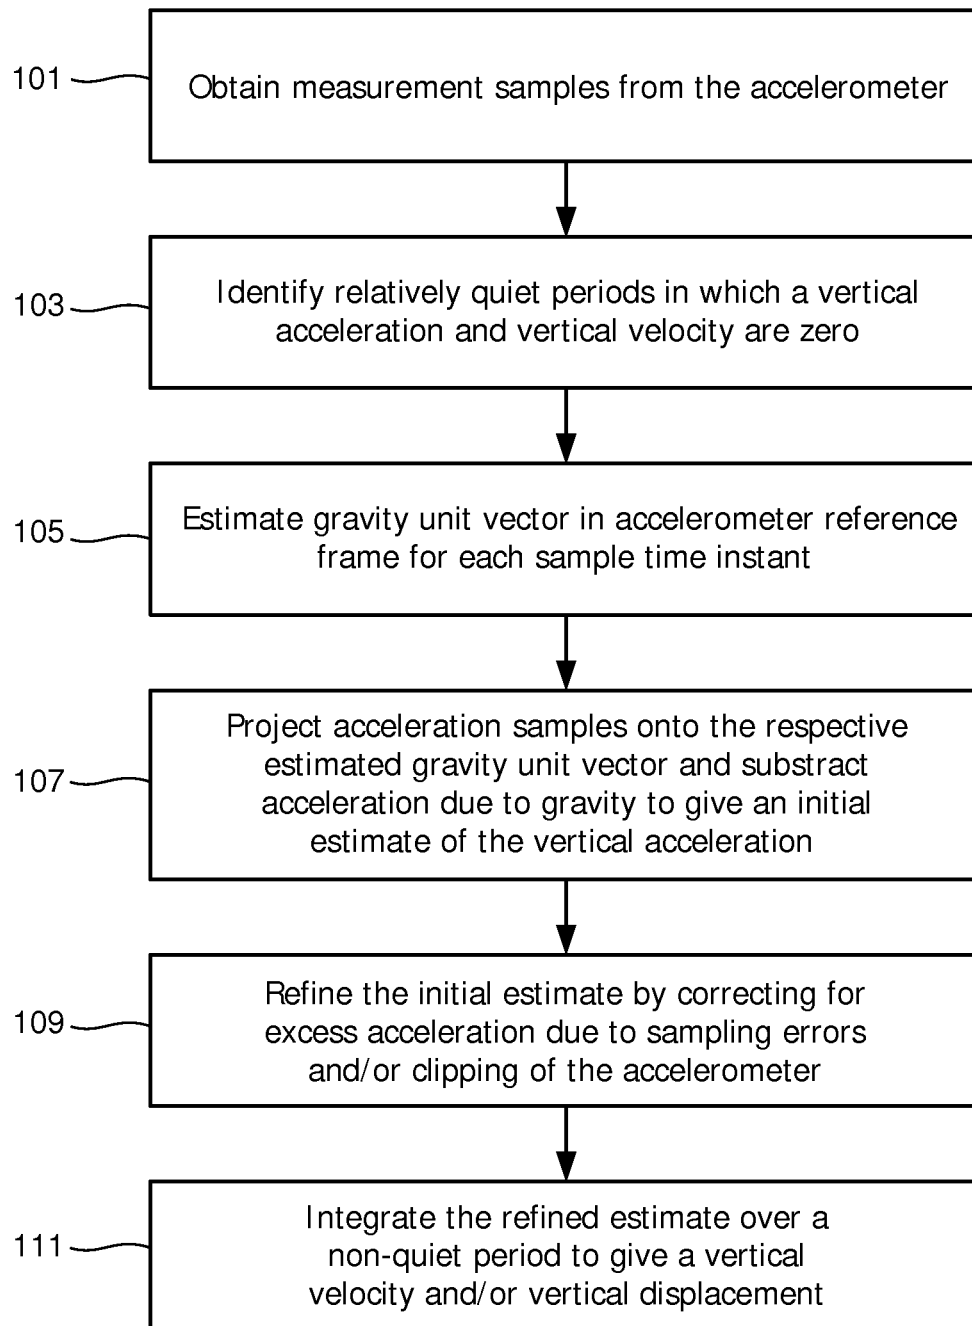 101
Obtain measurement samples from the accelerometer
103
Identify relatively quiet periods in which a vertical
acceleration and vertical velocity are zero
105
Estimate gravity unit vector in accelerometer reference
frame for each sample time instant
107
Project acceleration samples onto the respective
estimated gravity unit vector and substract
acceleration due to gravity to give an initial
estimate of the vertical acceleration
109
Refine the initial estimate by correcting for
excess acceleration due to sampling errors
and/or clipping of the accelerometer
111
Integrate the refined estimate over a
non-quiet period to give a vertical
velocity and/or vertical displacement